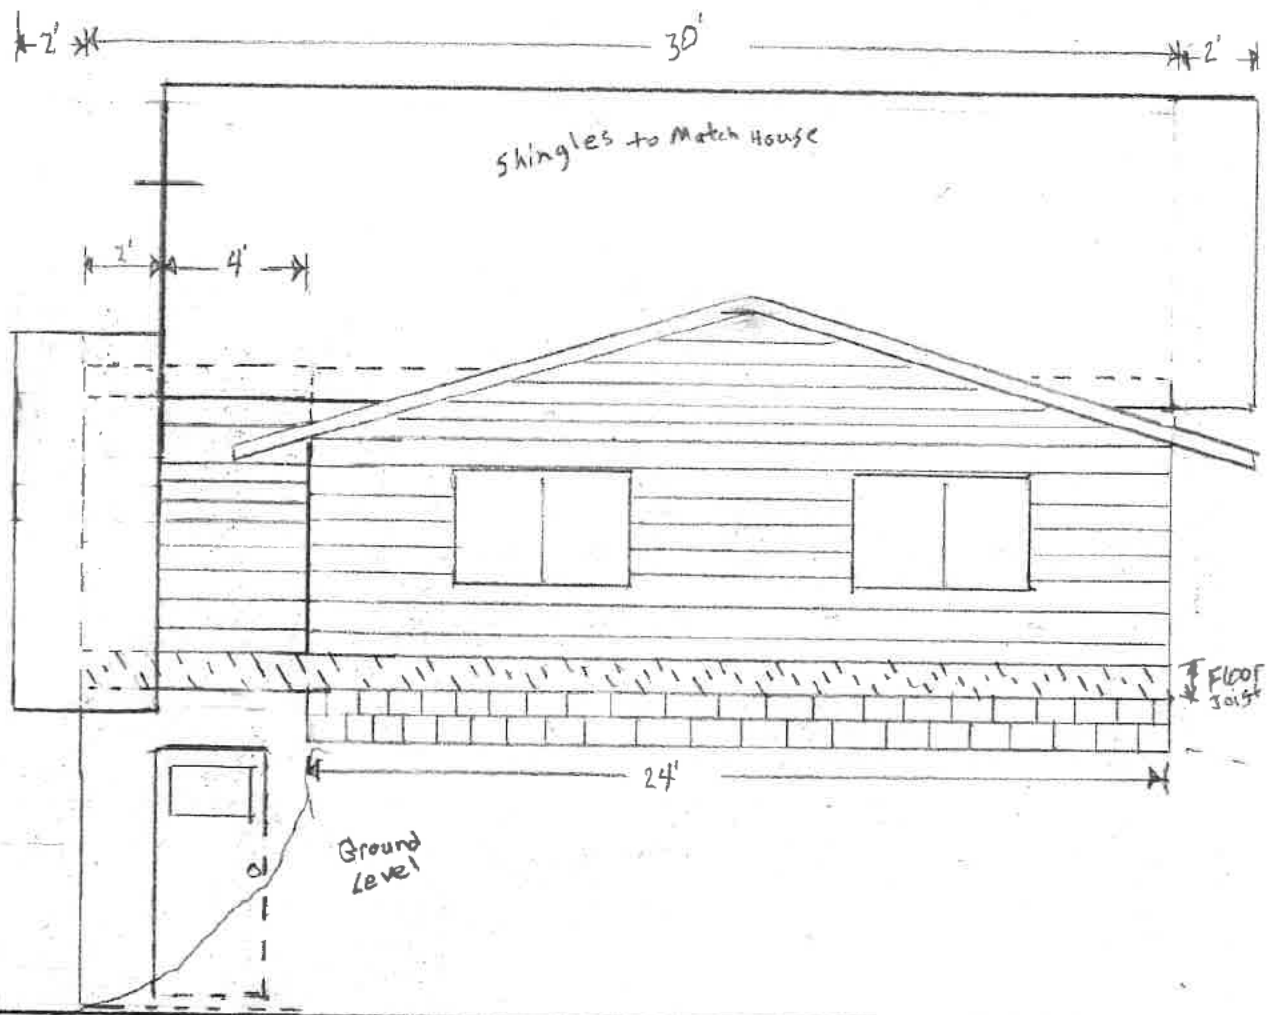 2'
30'
2'
shingles to Match House
2'
4'
Floor
Joist
24'
Ground
Level